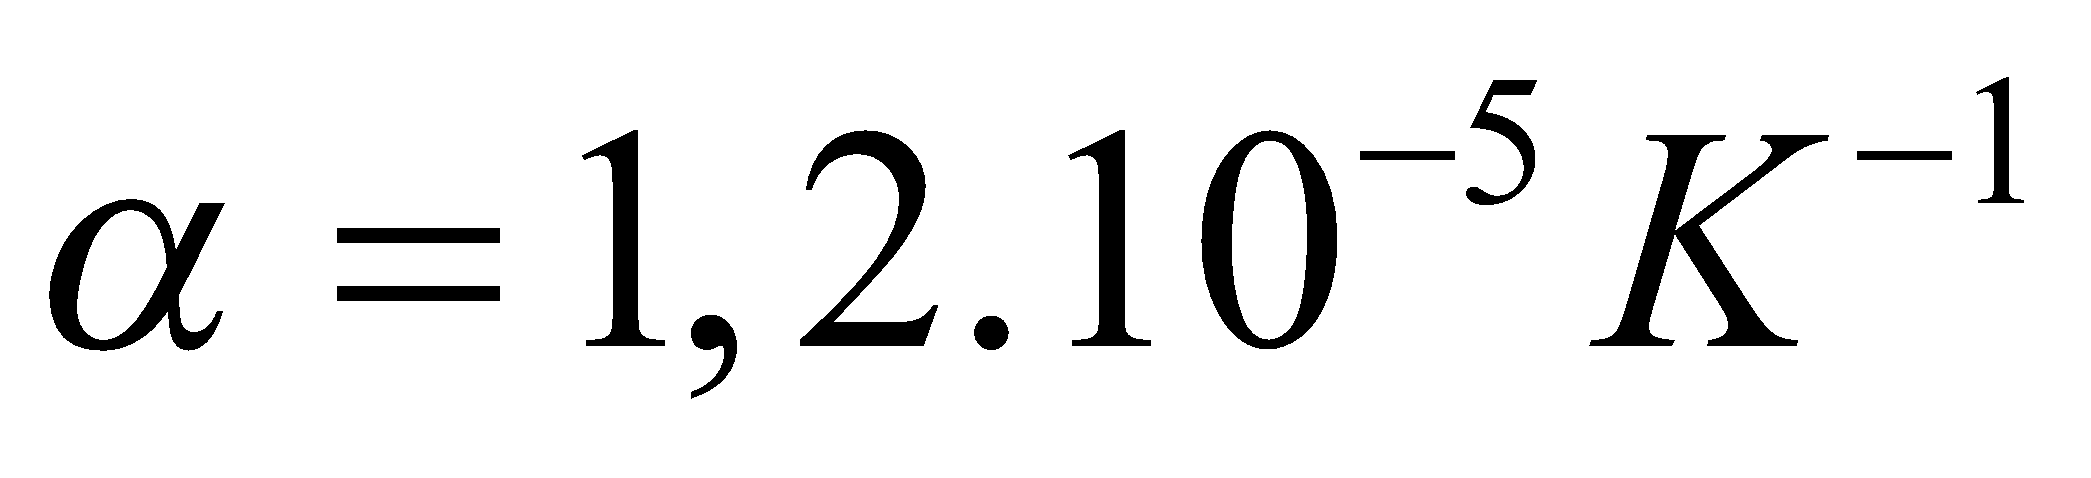 α = 1,2.10⁻⁵ K⁻¹